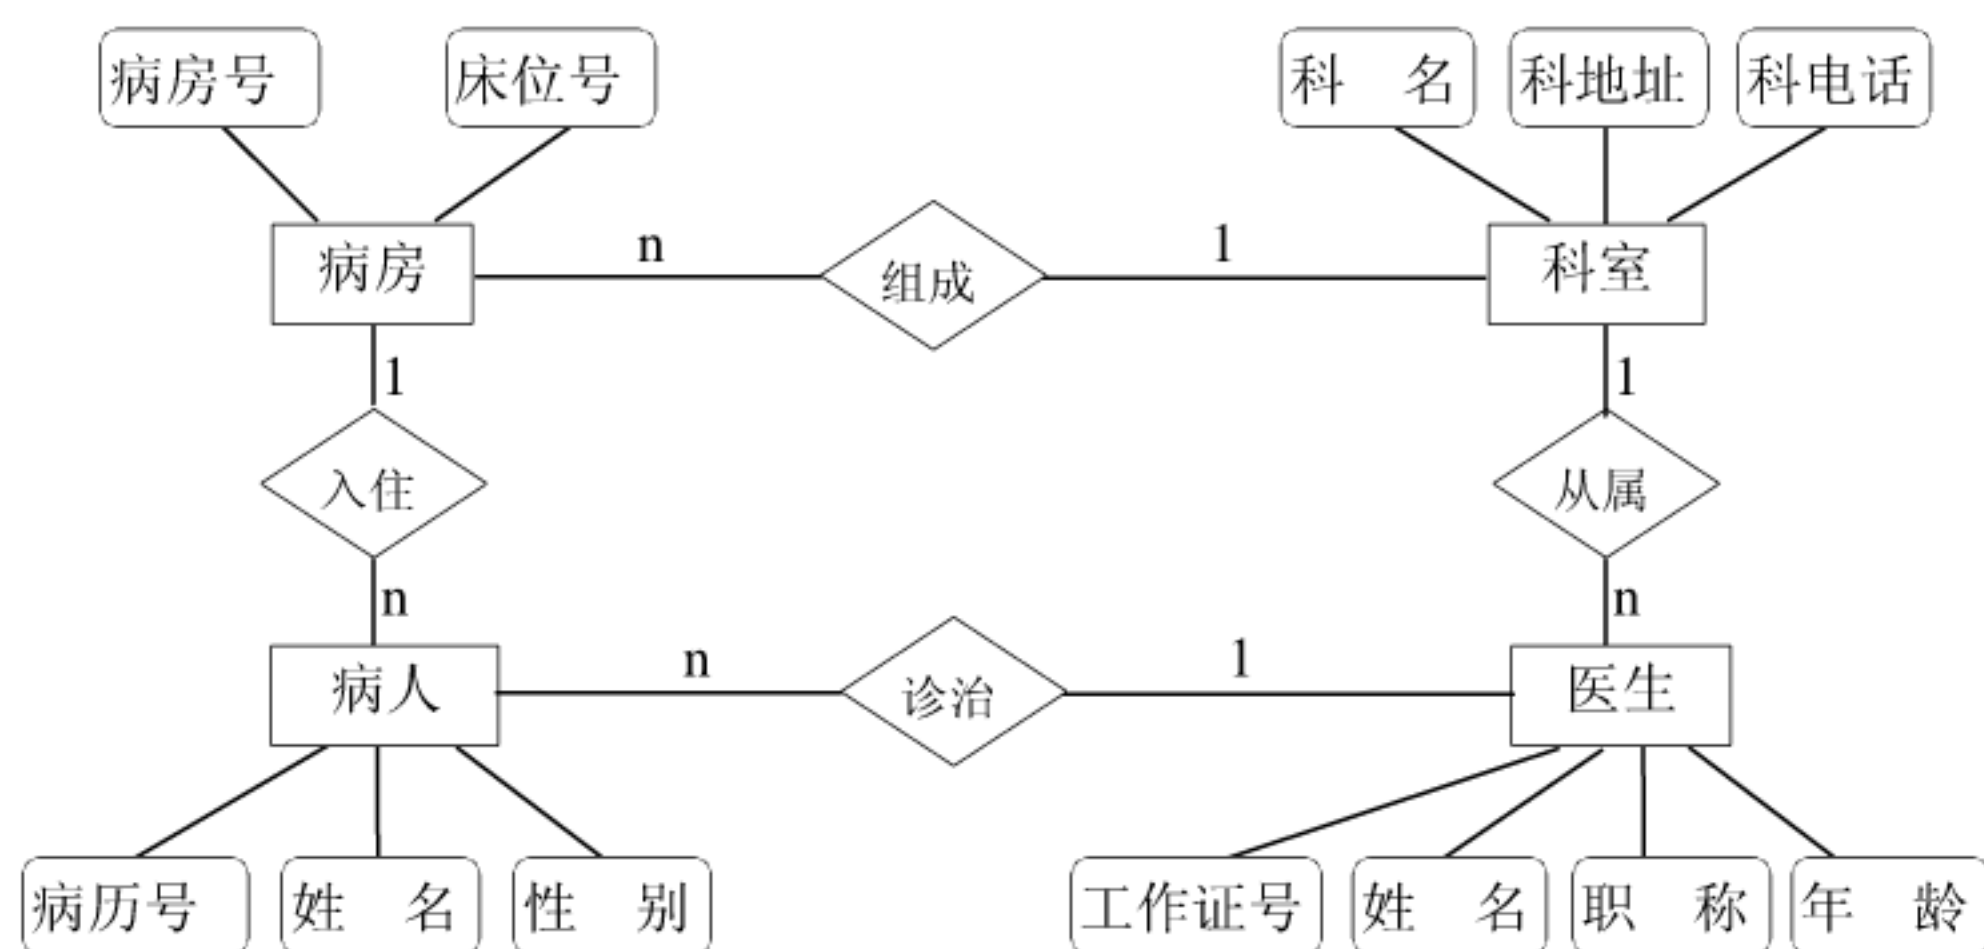 病房号 床位号 科 名 科地址 科电话
病房 n 组成 1 科室
1 1
入住 从属
n n
病人 n 诊治 1 医生
病历号 姓 名 性 别 工作证号 姓 名 职 称 年 龄